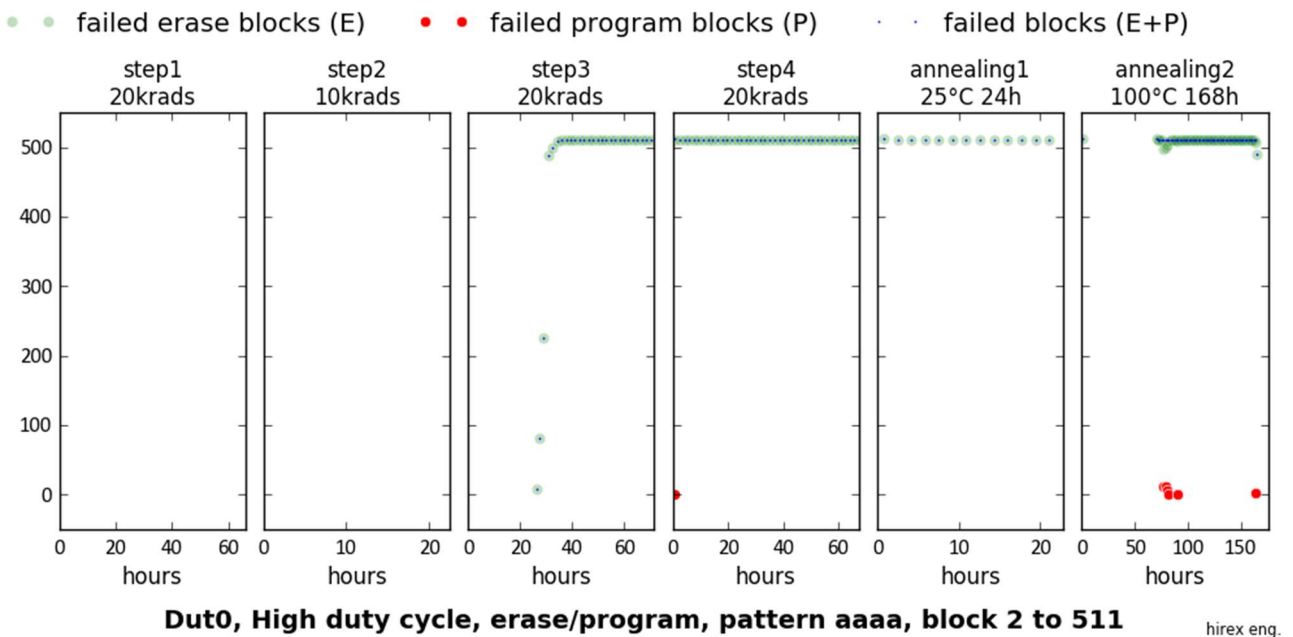 failed erase blocks (E) failed program blocks (P) failed blocks (E+P)
step1 step2 step3 step4 annealing1 annealing2
20krads 10krads 20krads 20krads 25°C 24h 100°C 168h
500
400
300
200
100
0
0 20 40 60 0 10 20 0 20 40 60 0 20 40 60 0 10 20 0 50 100 150
hours hours hours hours hours hours
Dut0, High duty cycle, erase/program, pattern aaaa, block 2 to 511
hirex eng.